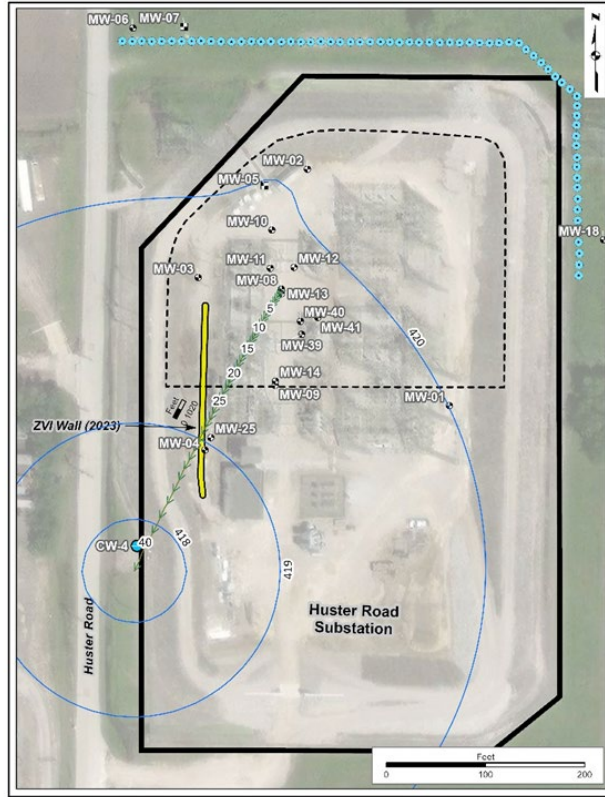 MW-06
MW-07
N
MW-02
MW-05
MW-10
MW-18
MW-11
MW-12
MW-03
MW-08
MW-13
5
MW-40
10
MW-41
15
MW-39
420
20
MW-14
25
MW-09
MW-01
Feet
0 1020
ZVI Wall (2023)
MW-25
MW-04
418
CW-4
40
419
Huster Road
Huster Road
Substation
Feet
0 100 200